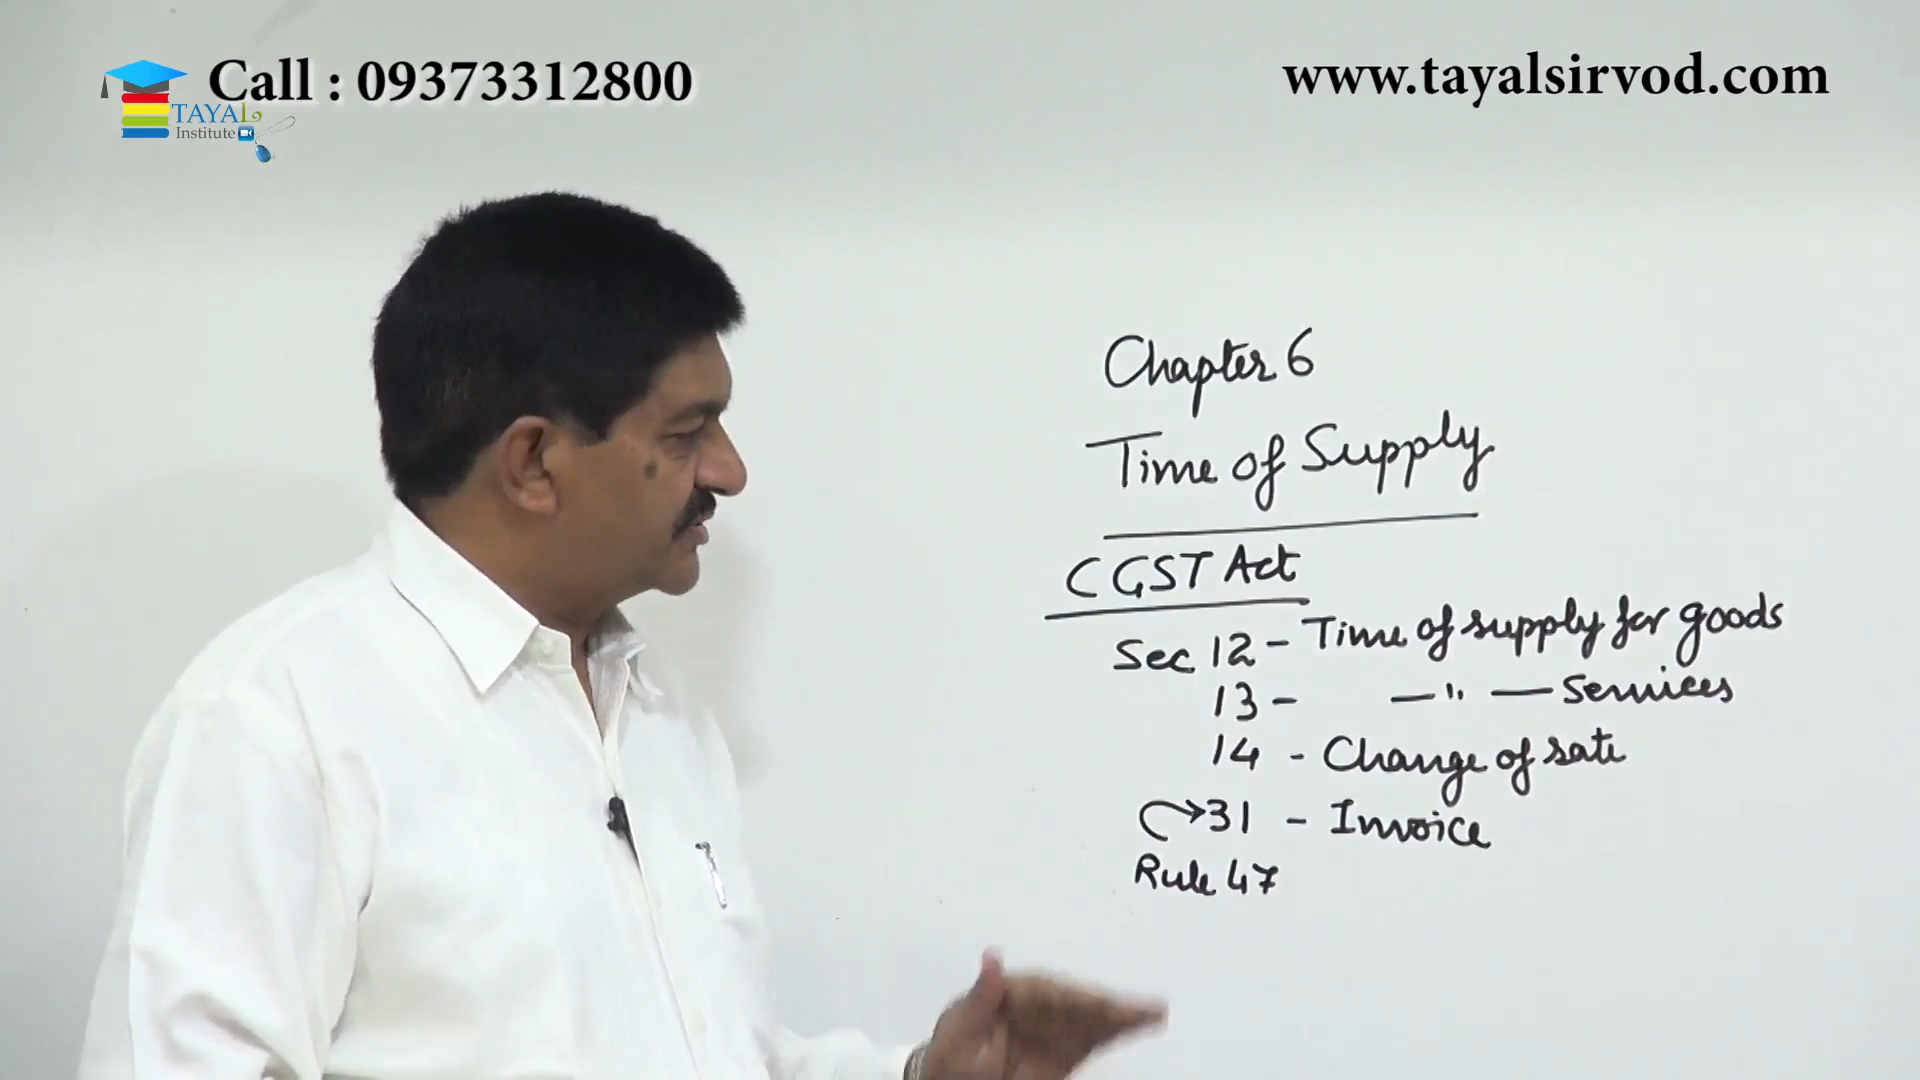 Call : 09373312800
www.tayalsirvod.com
TAYAL
Institute
Chapter 6
Time of Supply
CGST Act
Sec 12 - Time of supply for goods
13 - — " — Services
14 - Change of rate
31 - Invoice
Rule 47